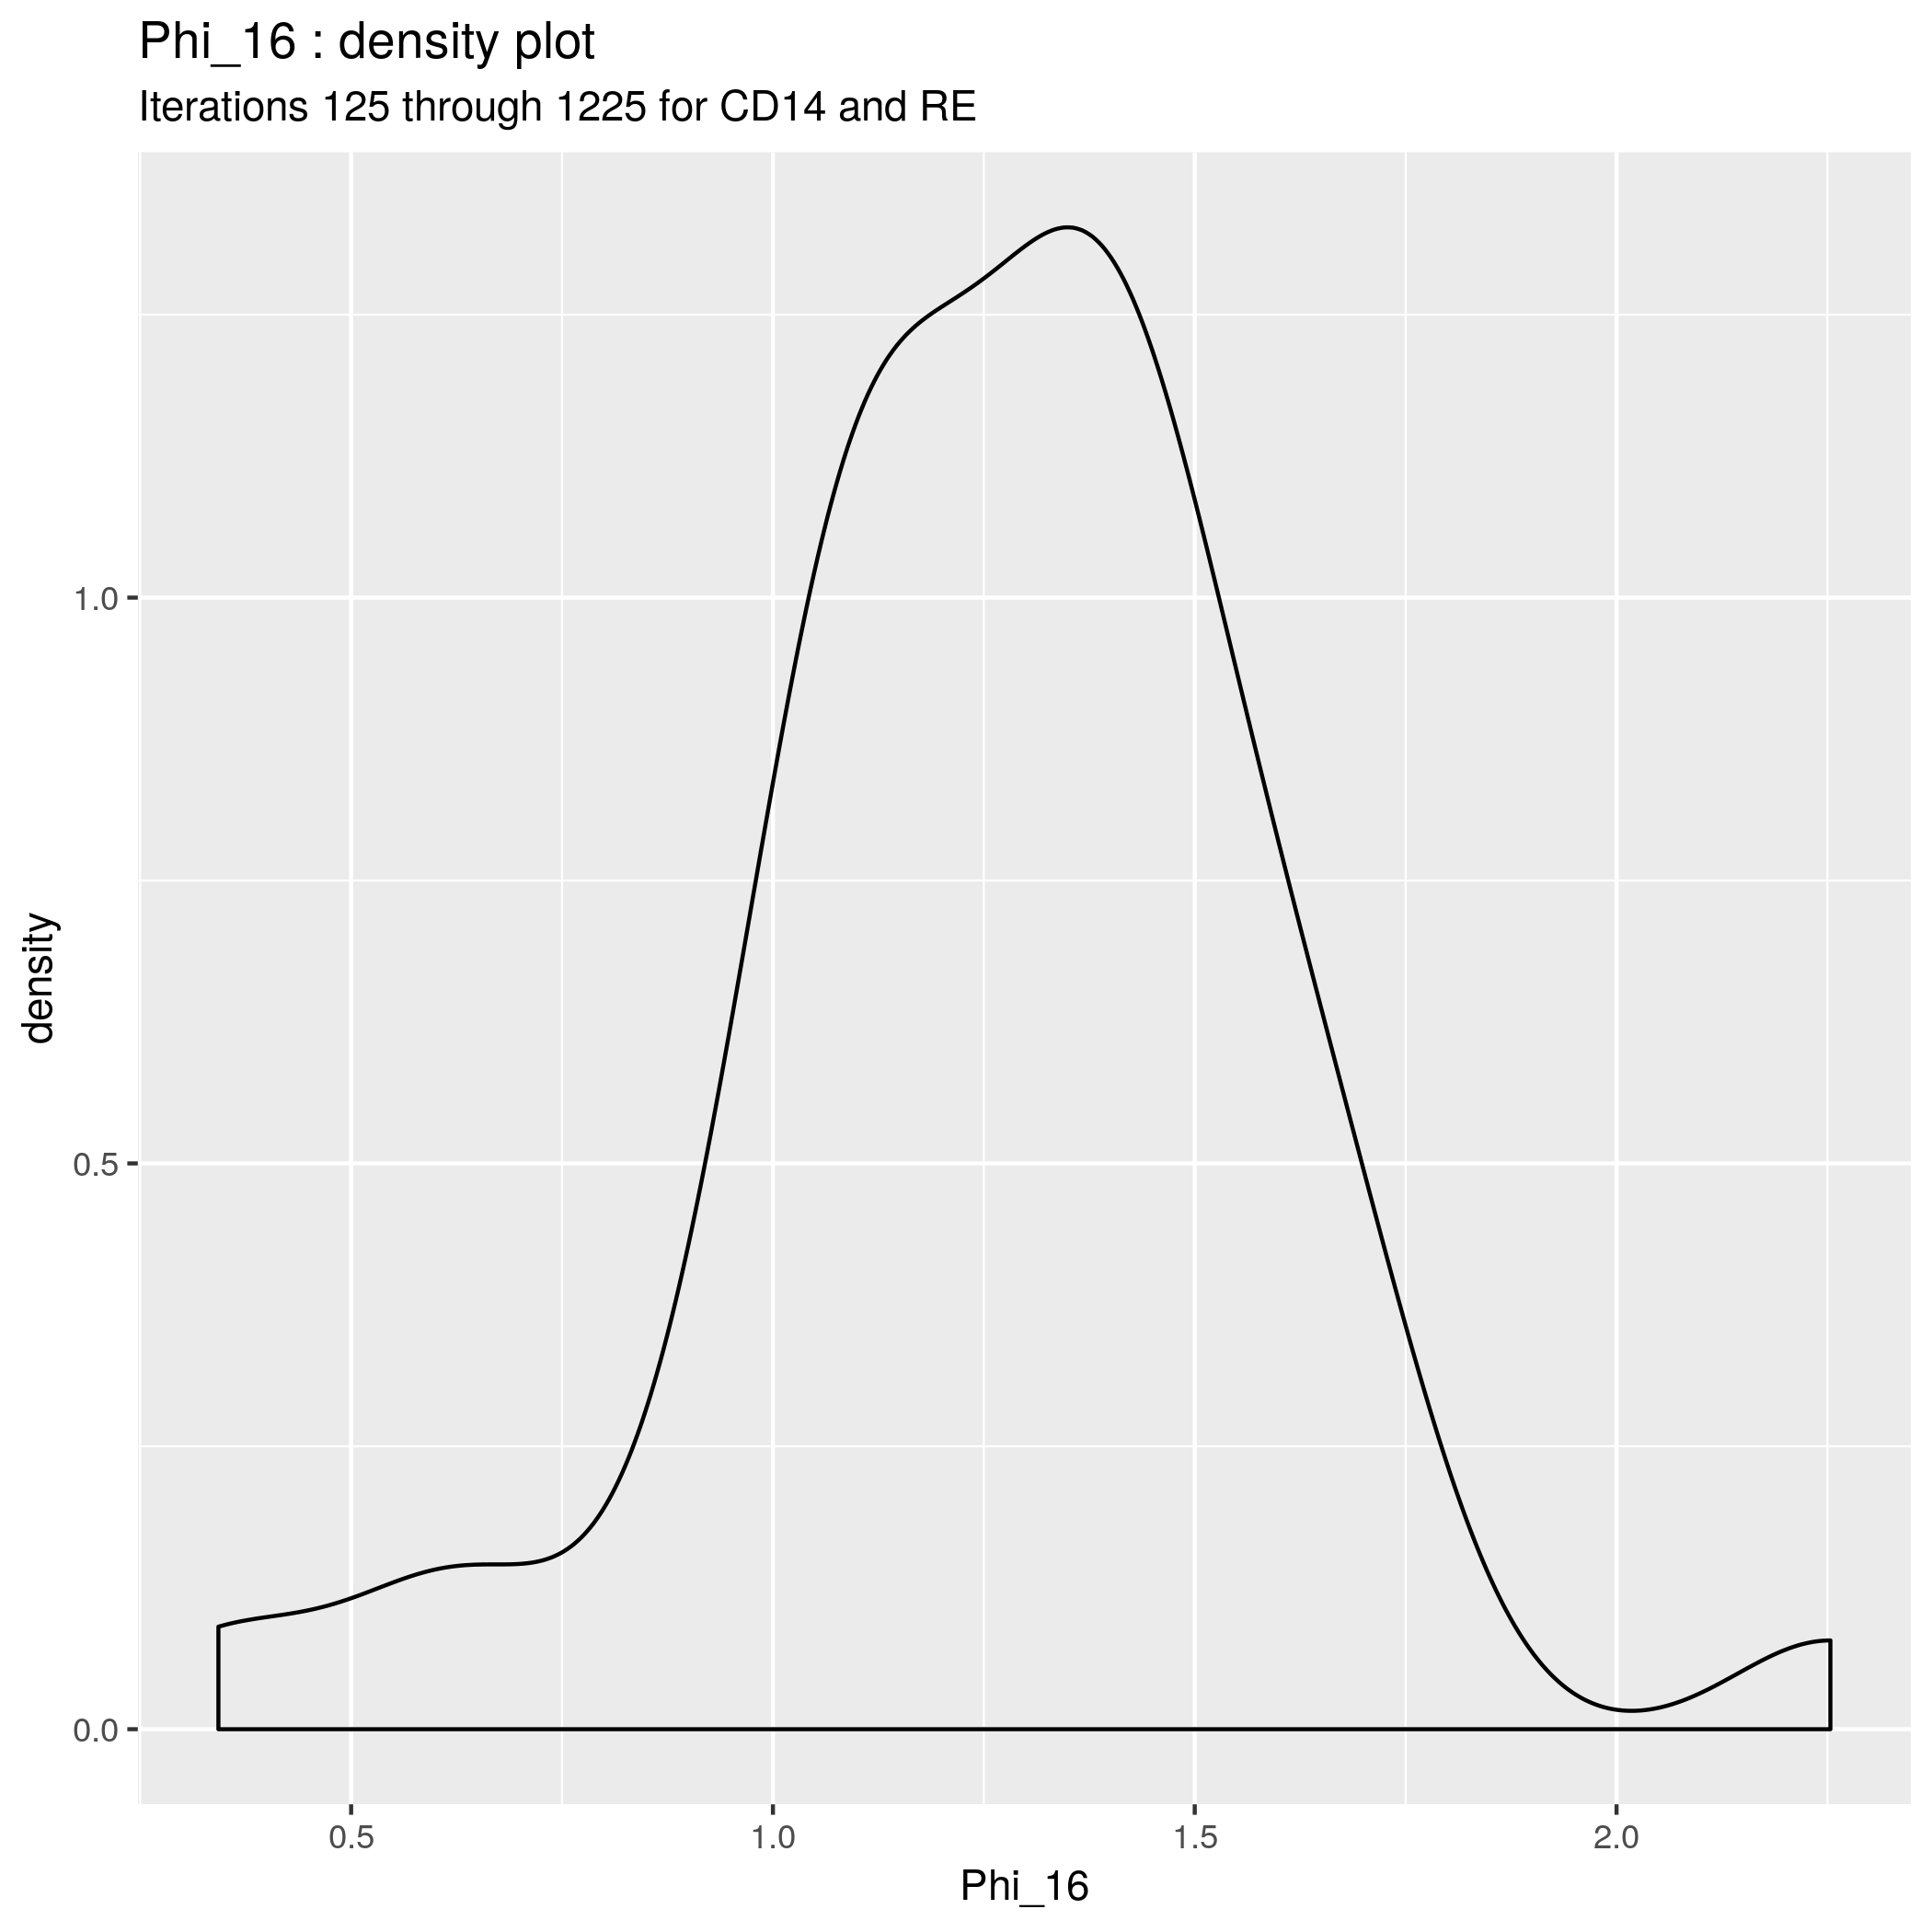 Phi_16 : density plot
Iterations 125 through 1225 for CD14 and RE
density
1.0
0.5
0.0
0.5 1.0 1.5 2.0
Phi_16